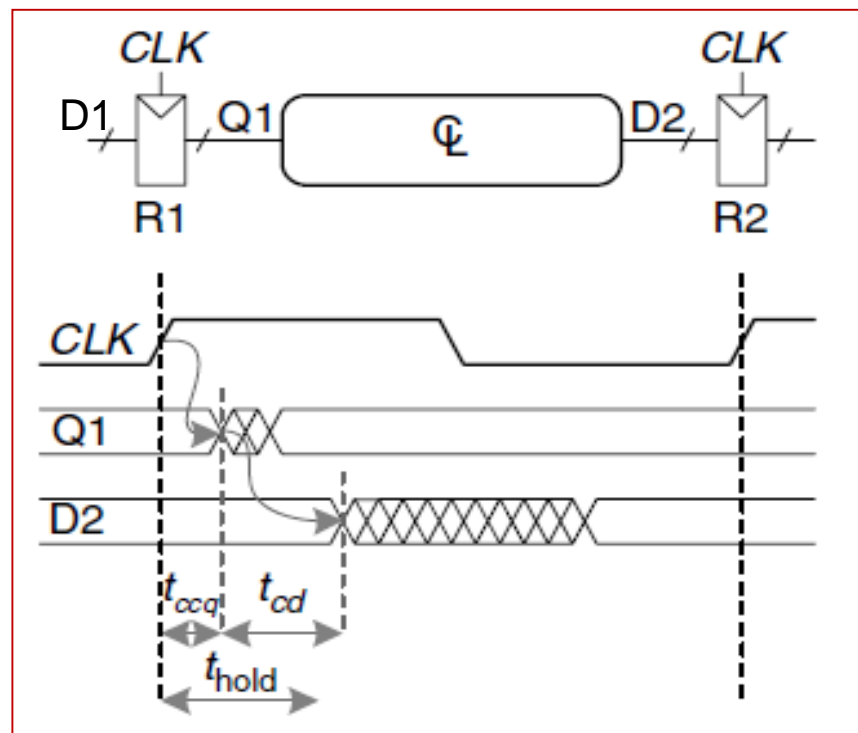 CLK CLK
D1 Q1 CL D2
R1 R2
CLK
Q1
D2
tccq tcd
thold